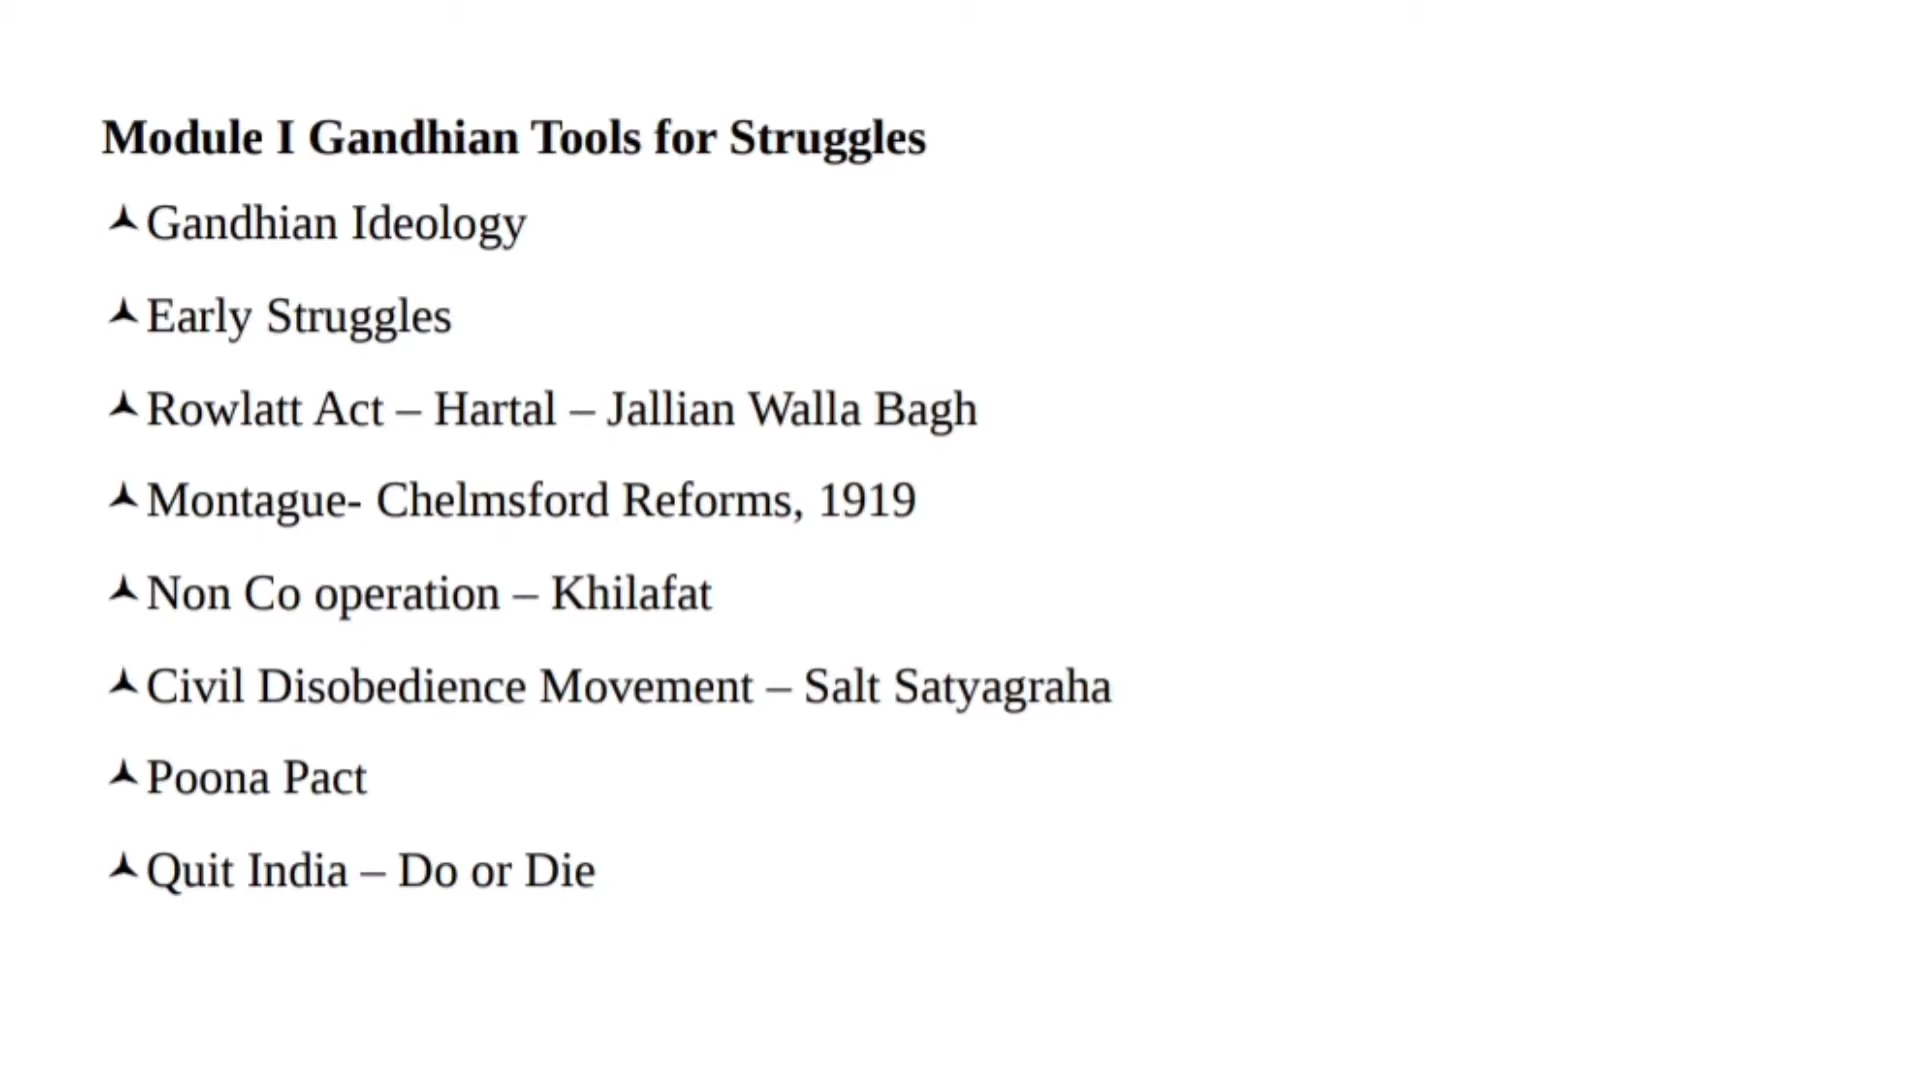 Module I Gandhian Tools for Struggles
Gandhian Ideology
Early Struggles
Rowlatt Act – Hartal – Jallian Walla Bagh
Montague- Chelmsford Reforms, 1919
Non Co operation – Khilafat
Civil Disobedience Movement – Salt Satyagraha
Poona Pact
Quit India – Do or Die